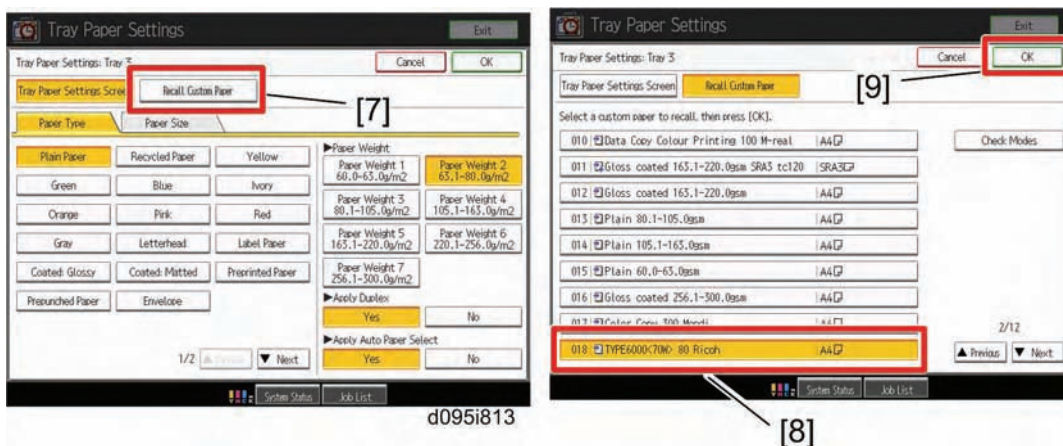 Tray Paper Settings
Exit
Tray Paper Settings: Tray 3
Cancel
OK
Tray Paper Settings Screen
Recall Custom Paper
[7]
Paper Type
Paper Size
Plain Paper
Recycled Paper
Yellow
Green
Blue
Ivory
Orange
Pink
Red
Gray
Letterhead
Label Paper
Coated: Glossy
Coated: Matted
Preprinted Paper
Prepunched Paper
Envelope
1/2
▲ Previous
▼ Next
►Paper Weight
Paper Weight 1
60.0-63.0g/m2
Paper Weight 2
63.1-80.0g/m2
Paper Weight 3
80.1-105.0g/m2
Paper Weight 4
105.1-163.0g/m2
Paper Weight 5
163.1-220.0g/m2
Paper Weight 6
220.1-256.0g/m2
Paper Weight 7
256.1-300.0g/m2
►Apply Duplex
Yes
No
►Apply Auto Paper Select
Yes
No
System Status
Job List
d095i813
Tray Paper Settings
Exit
Tray Paper Settings: Tray 3
Cancel
OK
[9]
Tray Paper Settings Screen
Recall Custom Paper
Select a custom paper to recall, then press [OK].
010 Data Copy Colour Printing 100 M-real A4
011 Gloss coated 163.1-220.0gsm SRA3 tc120 SRA3
012 Gloss coated 163.1-220.0gsm A4
013 Plain 80.1-105.0gsm A4
014 Plain 105.1-163.0gsm A4
015 Plain 60.0-63.0gsm A4
016 Gloss coated 256.1-300.0gsm A4
017 Color Copy 300 Mondi A4
018 TYPE6000<70W> 80 Ricoh A4
Check Modes
2/12
▲ Previous
▼ Next
System Status
Job List
[8]